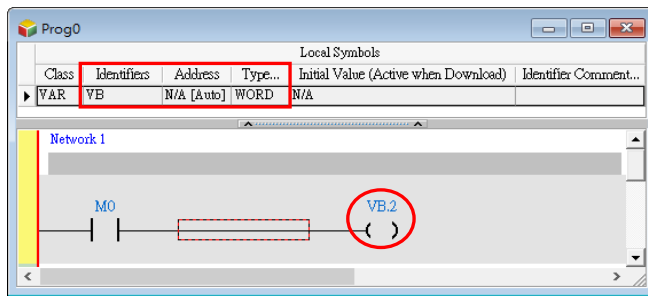 Prog0
Local Symbols
Class Identifiers Address Type... Initial Value (Active when Download) Identifier Comment...
VAR VB N/A [Auto] WORD N/A
Network 1
M0 VB.2